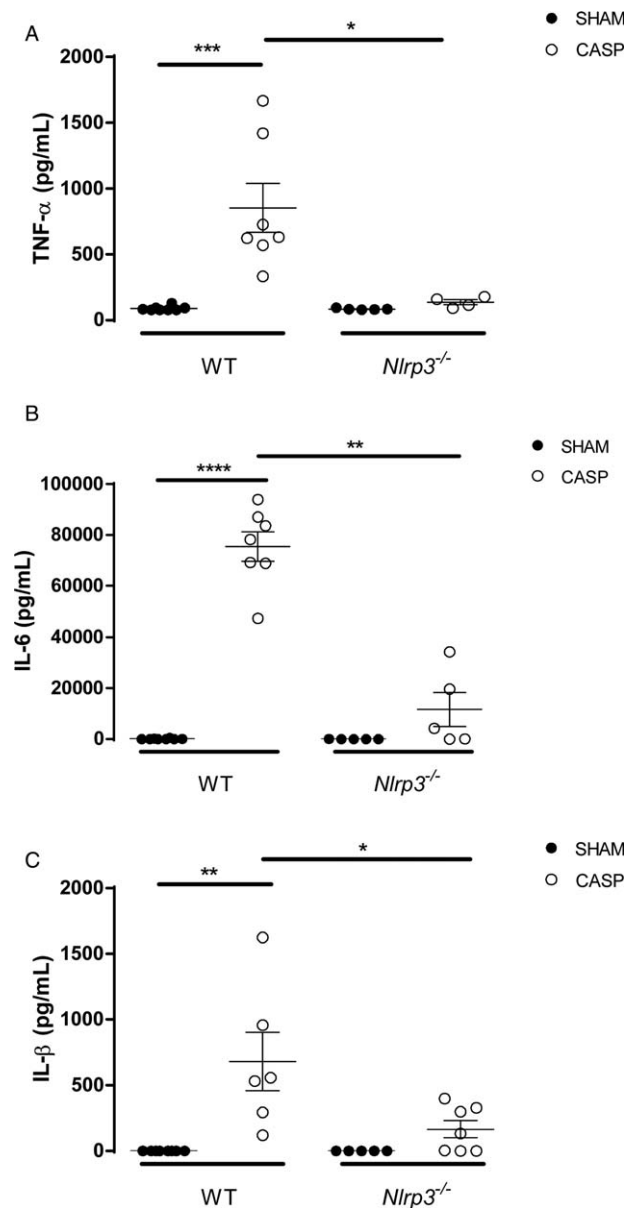 A
SHAM
CASP
***
*
TNF-α (pg/mL)
2000
1500
1000
500
0
WT
Nlrp3-/-
B
SHAM
CASP
****
**
IL-6 (pg/mL)
100000
80000
60000
40000
20000
0
WT
Nlrp3-/-
C
SHAM
CASP
**
*
IL-β (pg/mL)
2000
1500
1000
500
0
WT
Nlrp3-/-